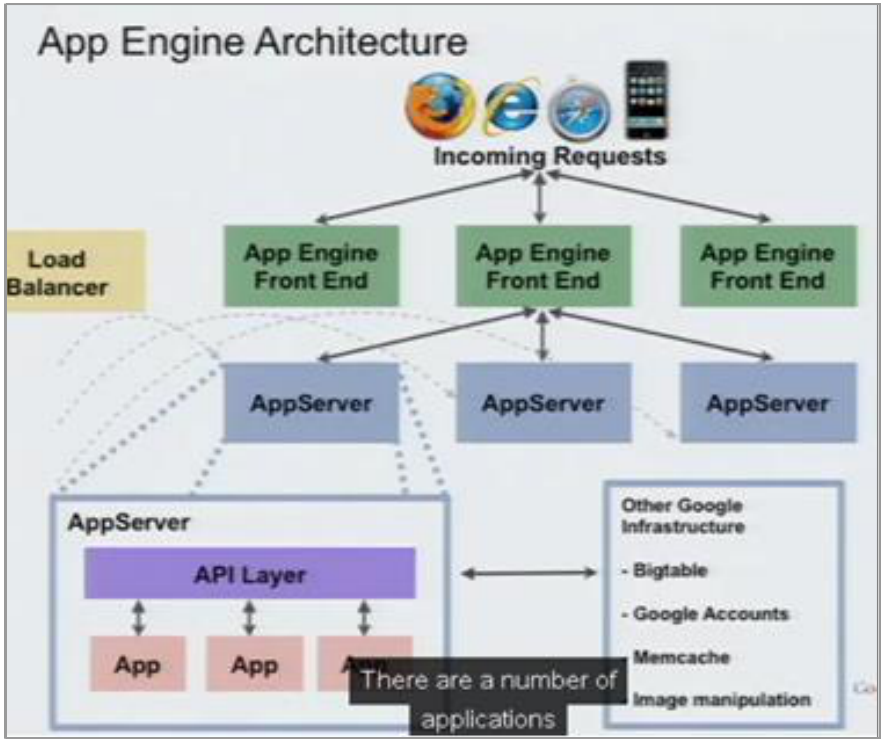 App Engine Architecture
Incoming Requests
Load
Balancer
App Engine
Front End
App Engine
Front End
App Engine
Front End
AppServer
AppServer
AppServer
AppServer
API Layer
App
App
App
Other Google
Infrastructure
- Bigtable
- Google Accounts
- Memcache
- Image manipulation
There are a number of
applications